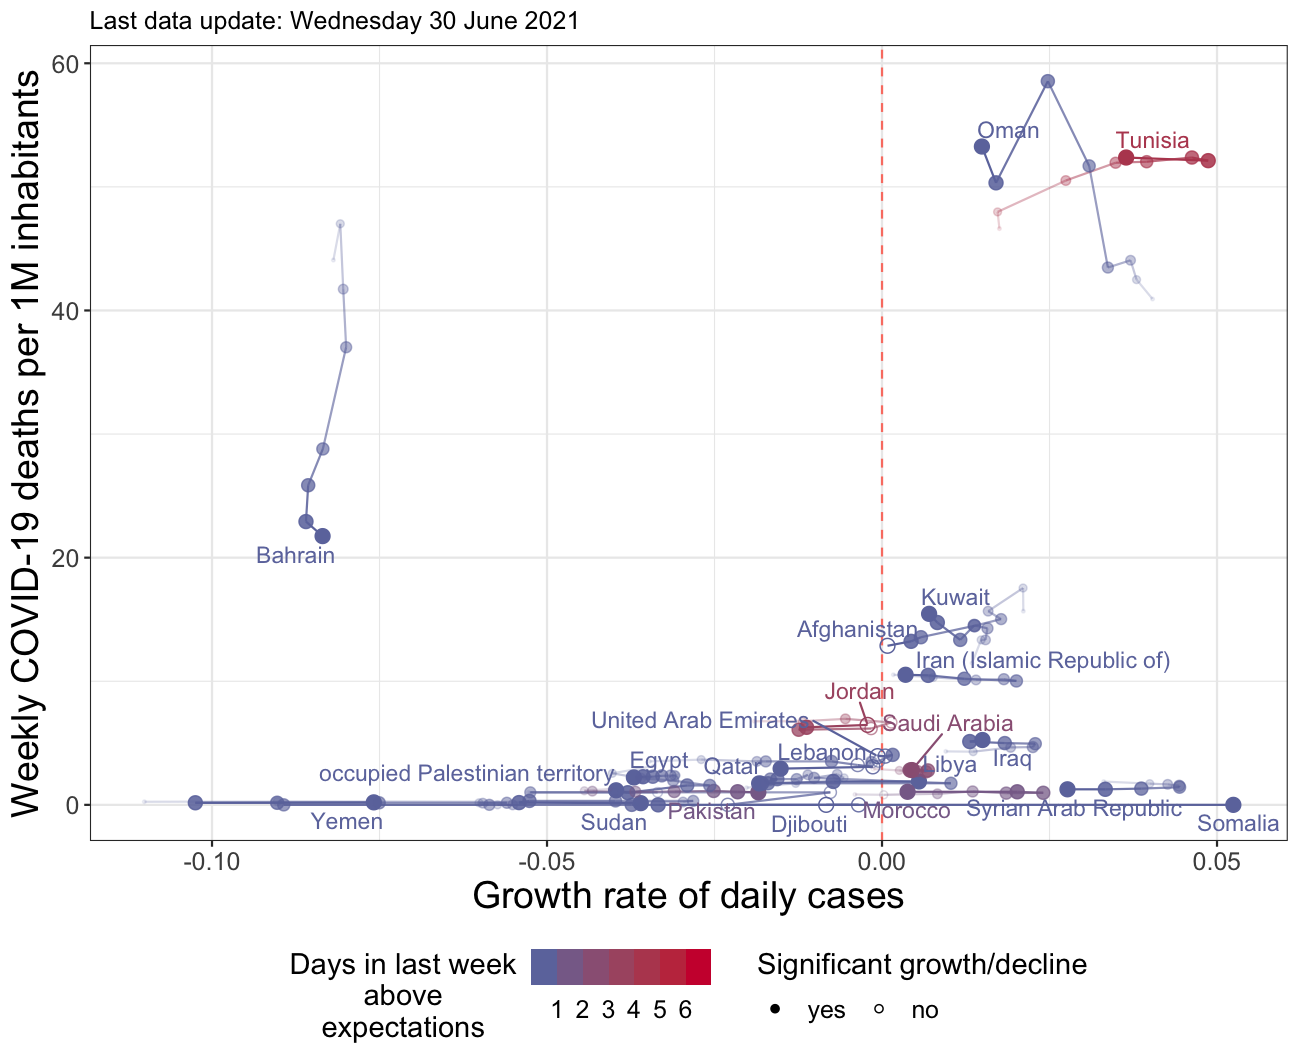 Last data update: Wednesday 30 June 2021
Weekly COVID-19 deaths per 1M inhabitants
60
40
20
0
Oman
Tunisia
Bahrain
Kuwait
Afghanistan
Iran (Islamic Republic of)
Jordan
United Arab Emirates
Saudi Arabia
Lebanon
Egypt
Qatar
Libya
Iraq
occupied Palestinian territory
Yemen
Sudan
Pakistan
Djibouti
Morocco
Syrian Arab Republic
Somalia
-0.10
-0.05
0.00
0.05
Growth rate of daily cases
Days in last week
above
expectations
1 2 3 4 5 6
Significant growth/decline
yes
no